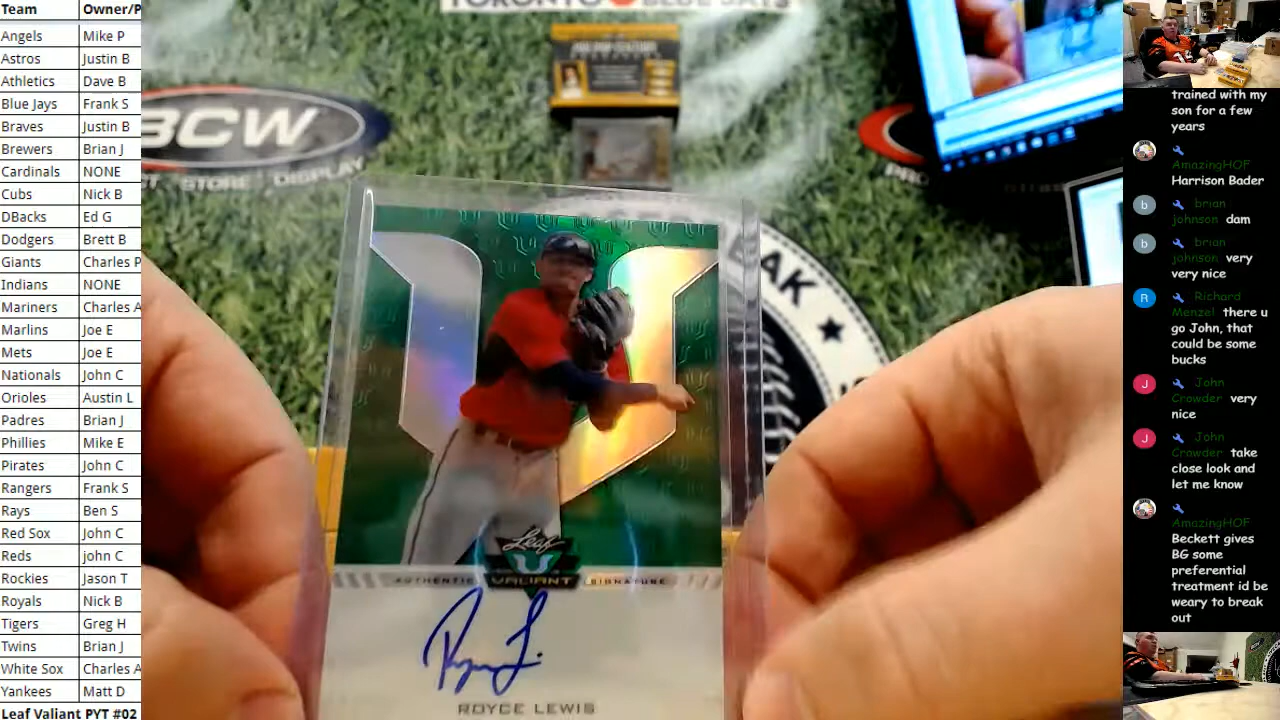 Team Owner/P
Angels Mike P
Astros Justin B
Athletics Dave B
Blue Jays Frank S
Braves Justin B
Brewers Brian J
Cardinals NONE
Cubs Nick B
DBacks Ed G
Dodgers Brett B
Giants Charles P
Indians NONE
Mariners Charles A
Marlins Joe E
Mets Joe E
Nationals John C
Orioles Austin L
Padres Brian J
Phillies Mike E
Pirates John C
Rangers Frank S
Rays Ben S
Red Sox John C
Reds john C
Rockies Jason T
Royals Nick B
Tigers Greg H
Twins Brian J
White Sox Charles A
Yankees Matt D
Leaf Valiant PYT #02
TORONTO BLUE JAYS
BCW
STORE DISPLAY
EAK
Leaf
AUTHENTIC VALIANT SIGNATURE
ROYCE LEWIS
trained with my
son for a few
years
AmazingHOF
Harrison Bader
brian
johnson dam
brian
johnson very
very nice
Richard
Menzel there u
go John, that
could be some
bucks
John
Crowder very
nice
John
Crowder take
close look and
let me know
AmazingHOF
Beckett gives
BG some
preferential
treatment id be
weary to break
out